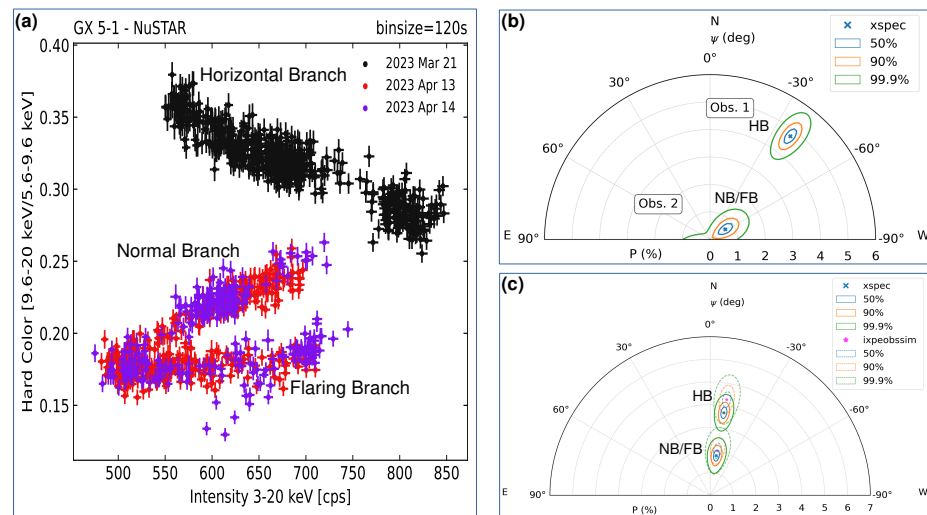 (a)
GX 5-1 - NuSTAR
binsize=120s
Hard Color [9.6-20 keV/5.6-9.6 keV]
0.40
0.35
0.30
0.25
0.20
0.15
Horizontal Branch
2023 Mar 21
2023 Apr 13
2023 Apr 14
Normal Branch
Flaring Branch
500 550 600 650 700 750 800 850
Intensity 3-20 keV [cps]
(b)
N
ψ (deg)
0°
30°
-30°
60°
-60°
E 90°
-90° W
xspec
50%
90%
99.9%
Obs. 1
HB
Obs. 2
NB/FB
P (%)
0 1 2 3 4 5 6
(c)
N
ψ (deg)
0°
30°
-30°
60°
-60°
E
90°
-90°
W
xspec
50%
90%
99.9%
ixpeobssim
50%
90%
99.9%
HB
NB/FB
P (%)
0 1 2 3 4 5 6 7